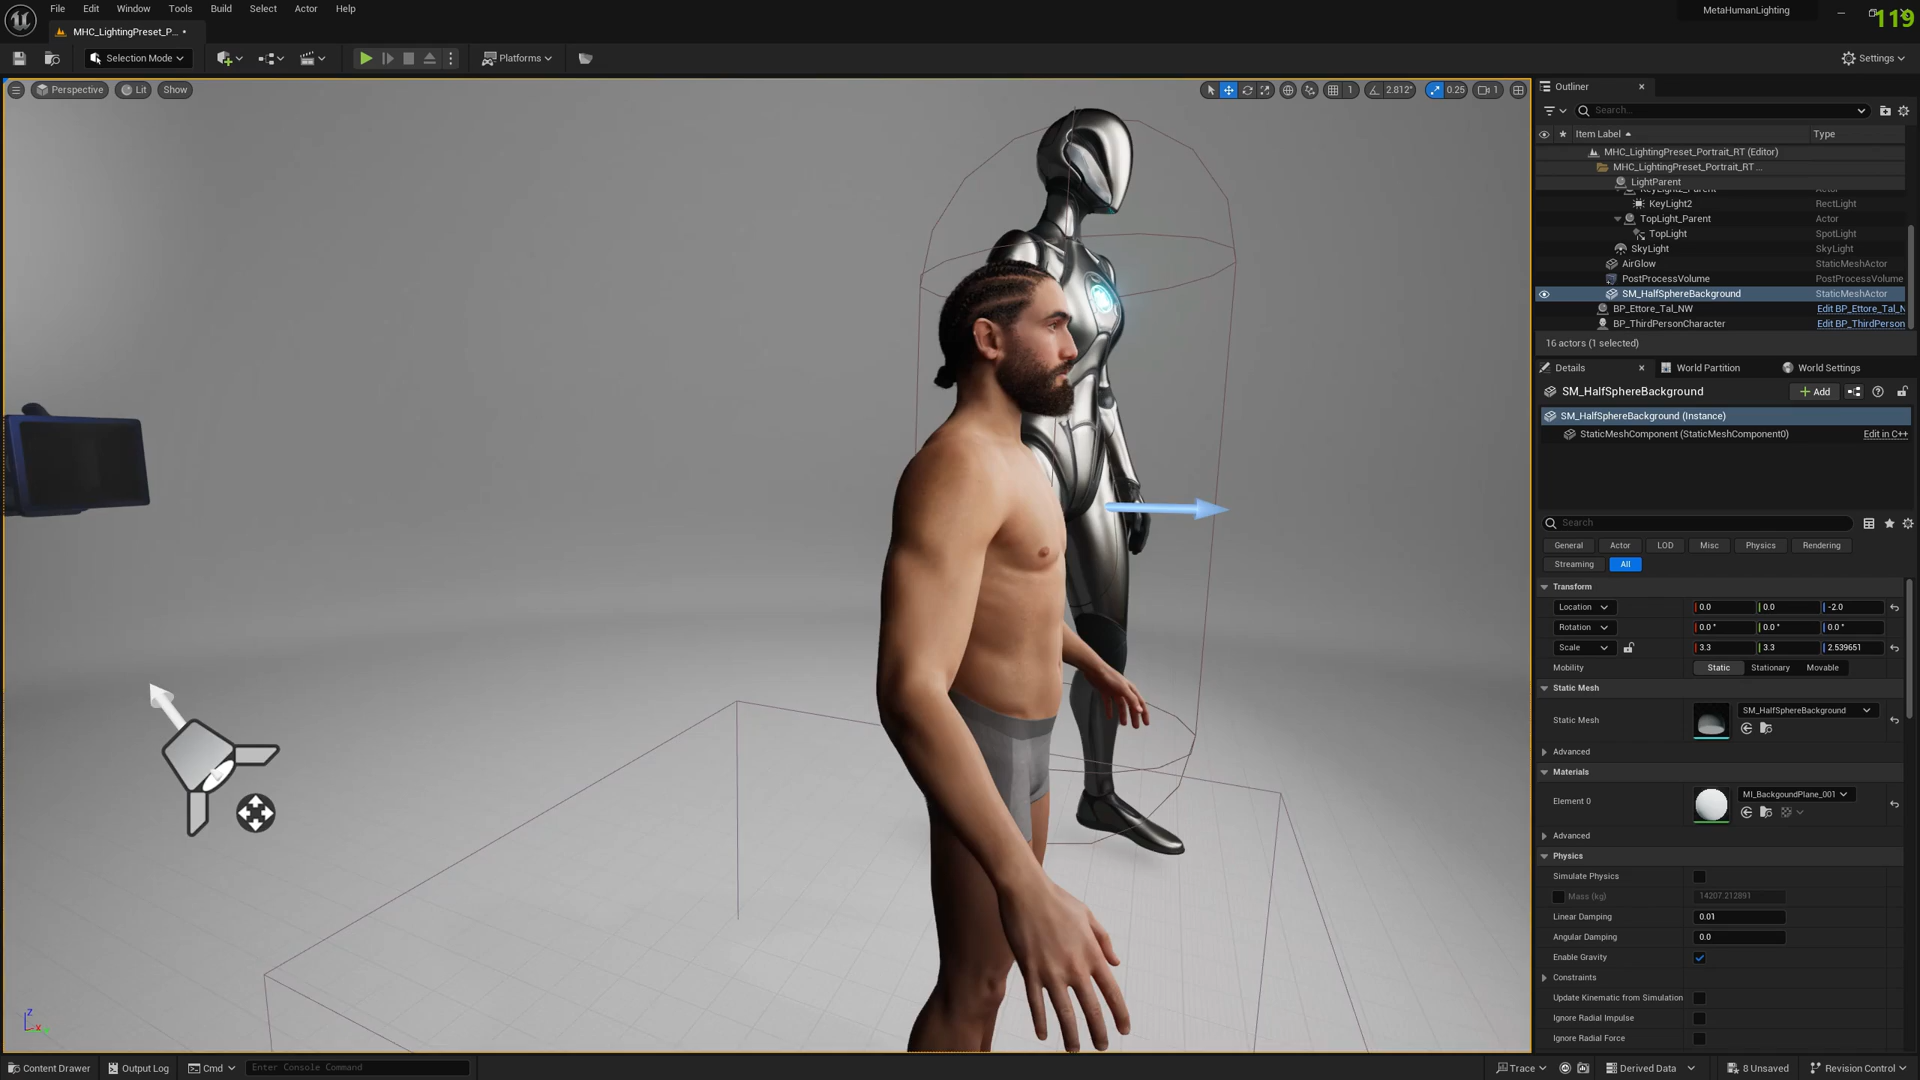 File Edit Window Tools Build Select Actor Help
MetaHumanLighting
119
MHC_LightingPreset_P... •
Selection Mode
Platforms
Settings
Perspective
Lit
Show
1
2.812°
0.25
1
Outliner
Search...
Item Label
Type
MHC_LightingPreset_Portrait_RT (Editor)
MHC_LightingPreset_Portrait_RT ...
LightParent
KeyLight2_Parent Actor
KeyLight2 RectLight
TopLight_Parent Actor
TopLight SpotLight
SkyLight SkyLight
AirGlow StaticMeshActor
PostProcessVolume PostProcessVolume
SM_HalfSphereBackground StaticMeshActor
BP_Ettore_Tal_NW Edit BP_Ettore_Tal_N
BP_ThirdPersonCharacter Edit BP_ThirdPerson
16 actors (1 selected)
Details
World Partition
World Settings
SM_HalfSphereBackground
Add
SM_HalfSphereBackground (Instance)
StaticMeshComponent (StaticMeshComponent0)
Edit in C++
Search
General Actor LOD Misc Physics Rendering
Streaming All
Transform
Location 0.0 0.0 -2.0
Rotation 0.0 ° 0.0 ° 0.0 °
Scale 3.3 3.3 2.539651
Mobility Static Stationary Movable
Static Mesh
Static Mesh SM_HalfSphereBackground
Advanced
Materials
Element 0 MI_BackgoundPlane_001
Advanced
Physics
Simulate Physics
Mass (kg) 14207.212891
Linear Damping 0.01
Angular Damping 0.0
Enable Gravity
Constraints
Update Kinematic from Simulation
Ignore Radial Impulse
Ignore Radial Force
Z
X
Content Drawer
Output Log
Cmd
Enter Console Command
Trace
Derived Data
8 Unsaved
Revision Control